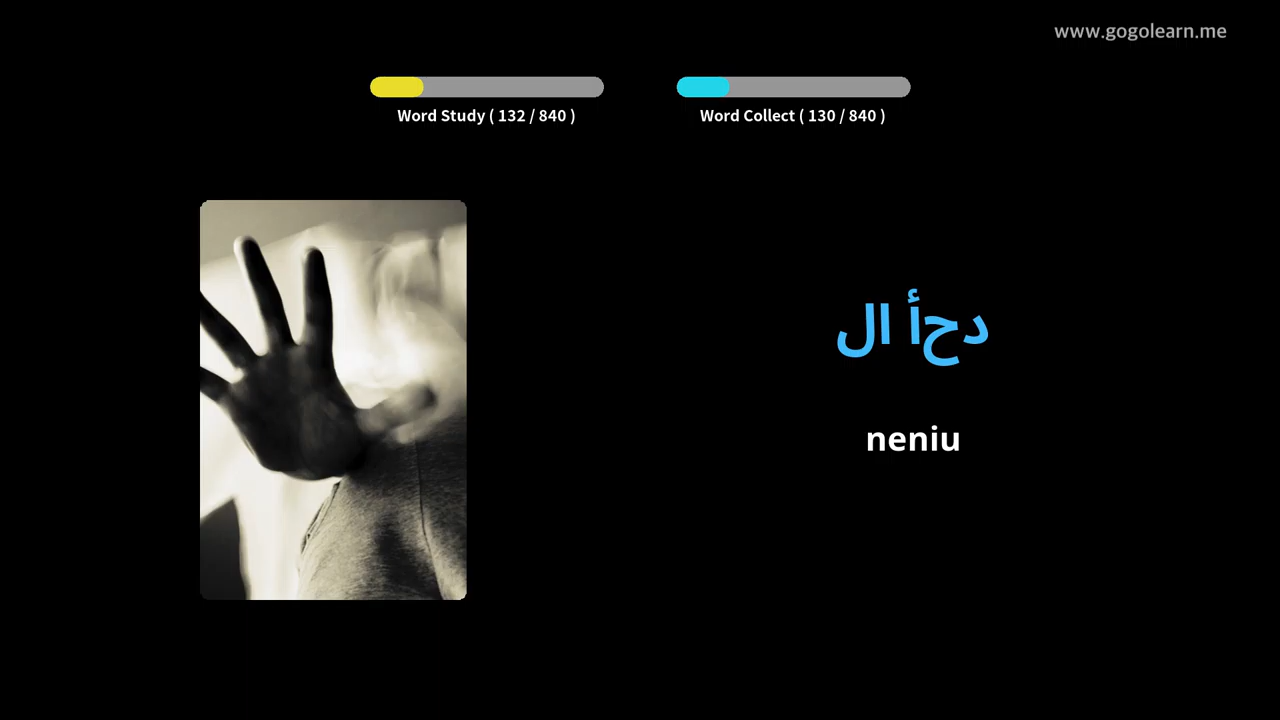 www.gogolearn.me
Word Study ( 132 / 840 )
Word Collect ( 130 / 840 )
دحأ ال
neniu